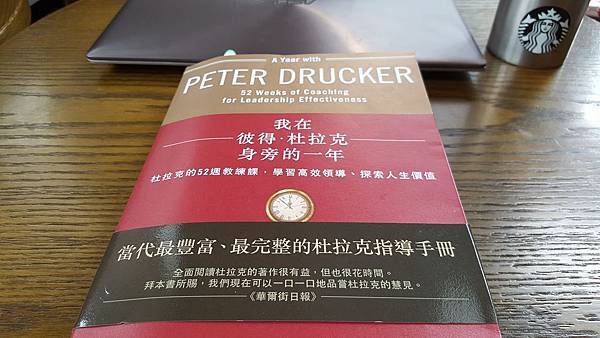 A Year with
PETER DRUCKER
52 Weeks of Coaching
for Leadership Effectiveness
我在
彼得·杜拉克
身旁的一年
杜拉克的52週教練課，學習高效領導、探索人生價值
當代最豐富、最完整的杜拉克指導手冊
全面閱讀杜拉克的著作很有益，但也很花時間。
拜本書所賜，我們現在可以一口一口地品嘗杜拉克的慧見。
《華爾街日報》